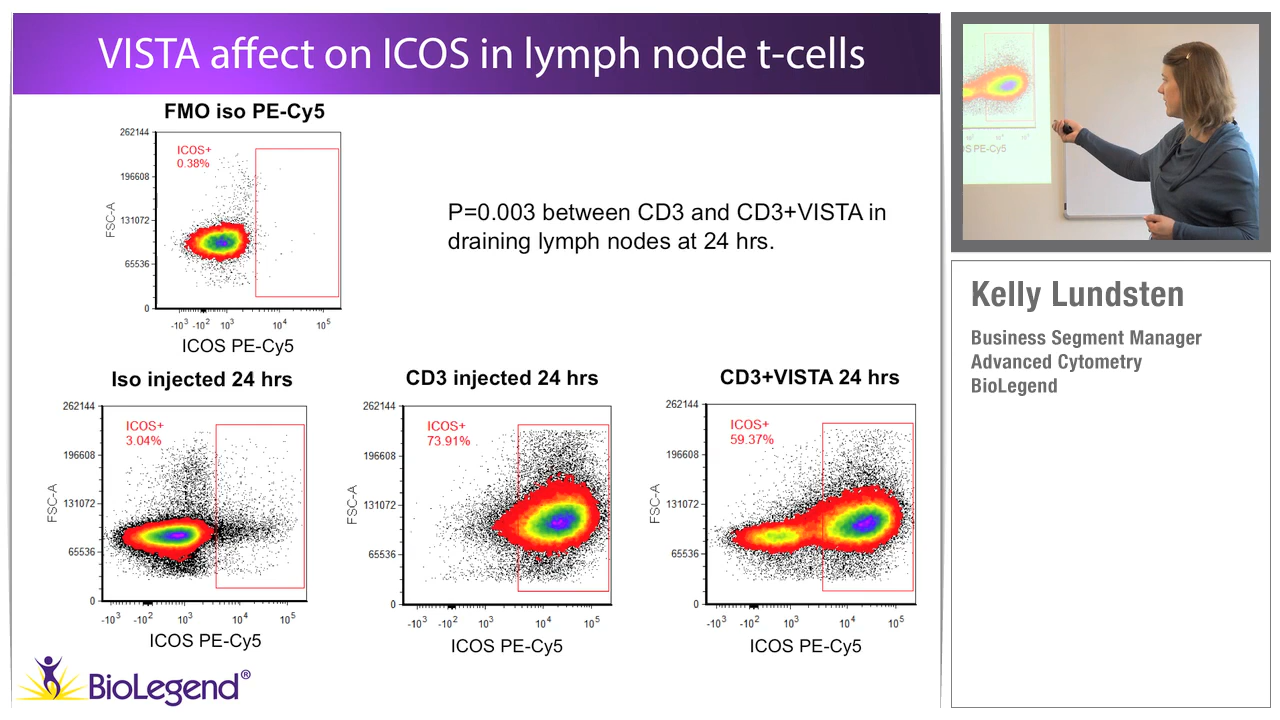 VISTA affect on ICOS in lymph node t-cells
FMO iso PE-Cy5
262144
196608
131072
65536
0
FSC-A
ICOS+
0.38%
-10³ -10² 10³ 10⁴ 10⁵
ICOS PE-Cy5
P=0.003 between CD3 and CD3+VISTA in
draining lymph nodes at 24 hrs.
Iso injected 24 hrs
262144
196608
131072
65536
0
FSC-A
ICOS+
3.04%
-10³ -10² 10³ 10⁴ 10⁵
ICOS PE-Cy5
CD3 injected 24 hrs
262144
196608
131072
65536
0
FSC-A
ICOS+
73.91%
-10³ -10² 10³ 10⁴ 10⁵
ICOS PE-Cy5
CD3+VISTA 24 hrs
262144
196608
131072
65536
0
FSC-A
ICOS+
59.37%
-10³ -10² 10³ 10⁴ 10⁵
ICOS PE-Cy5
BioLegend®
PE-Cy5
Kelly Lundsten
Business Segment Manager
Advanced Cytometry
BioLegend